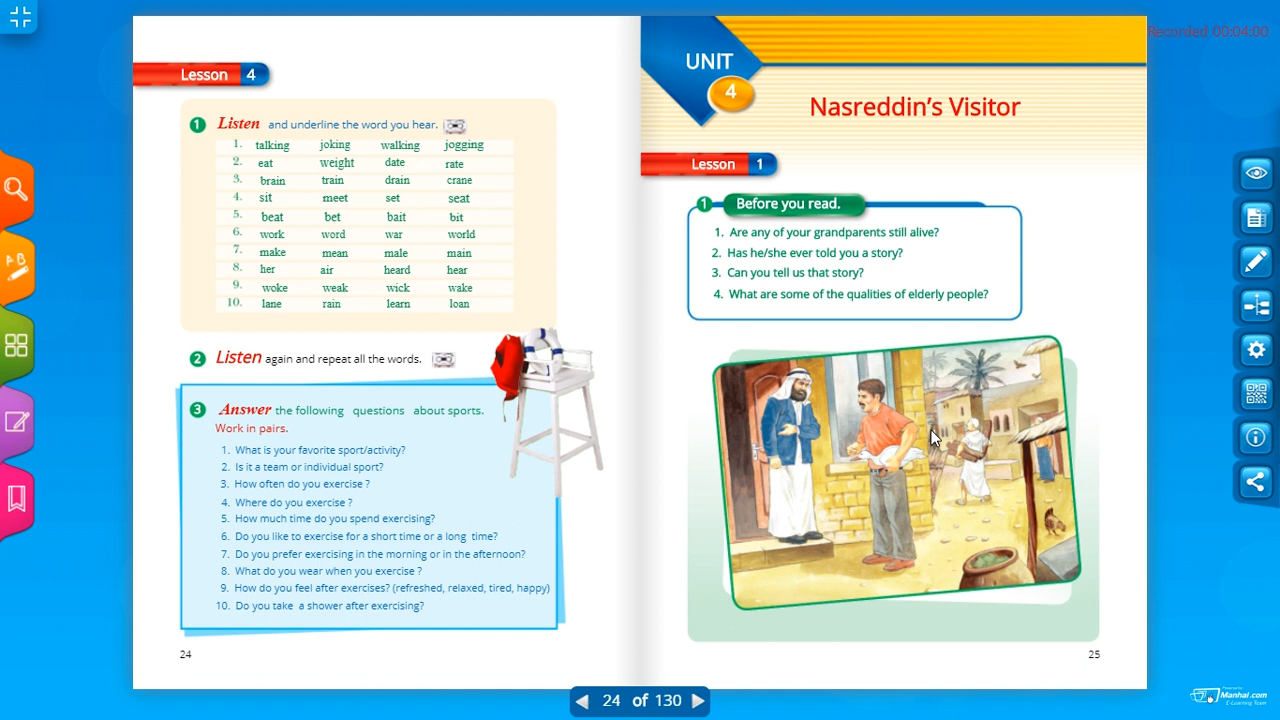 Recorded 00:04:00
Lesson 4
1 Listen and underline the word you hear.
1. talking joking walking jogging
2. eat weight date rate
3. brain train drain crane
4. sit meet set seat
5. beat bet bait bit
6. work word war world
7. make mean male main
8. her air heard hear
9. woke weak wick wake
10. lane rain learn loan
2 Listen again and repeat all the words.
3 Answer the following questions about sports.
Work in pairs.
1. What is your favorite sport/activity?
2. Is it a team or individual sport?
3. How often do you exercise ?
4. Where do you exercise ?
5. How much time do you spend exercising?
6. Do you like to exercise for a short time or a long time?
7. Do you prefer exercising in the morning or in the afternoon?
8. What do you wear when you exercise ?
9. How do you feel after exercises? (refreshed, relaxed, tired, happy)
10. Do you take a shower after exercising?
24
UNIT
4
Nasreddin's Visitor
Lesson 1
1 Before you read.
1. Are any of your grandparents still alive?
2. Has he/she ever told you a story?
3. Can you tell us that story?
4. What are some of the qualities of elderly people?
25
24 of 130
AB
Manhal.com
E-Learning Team